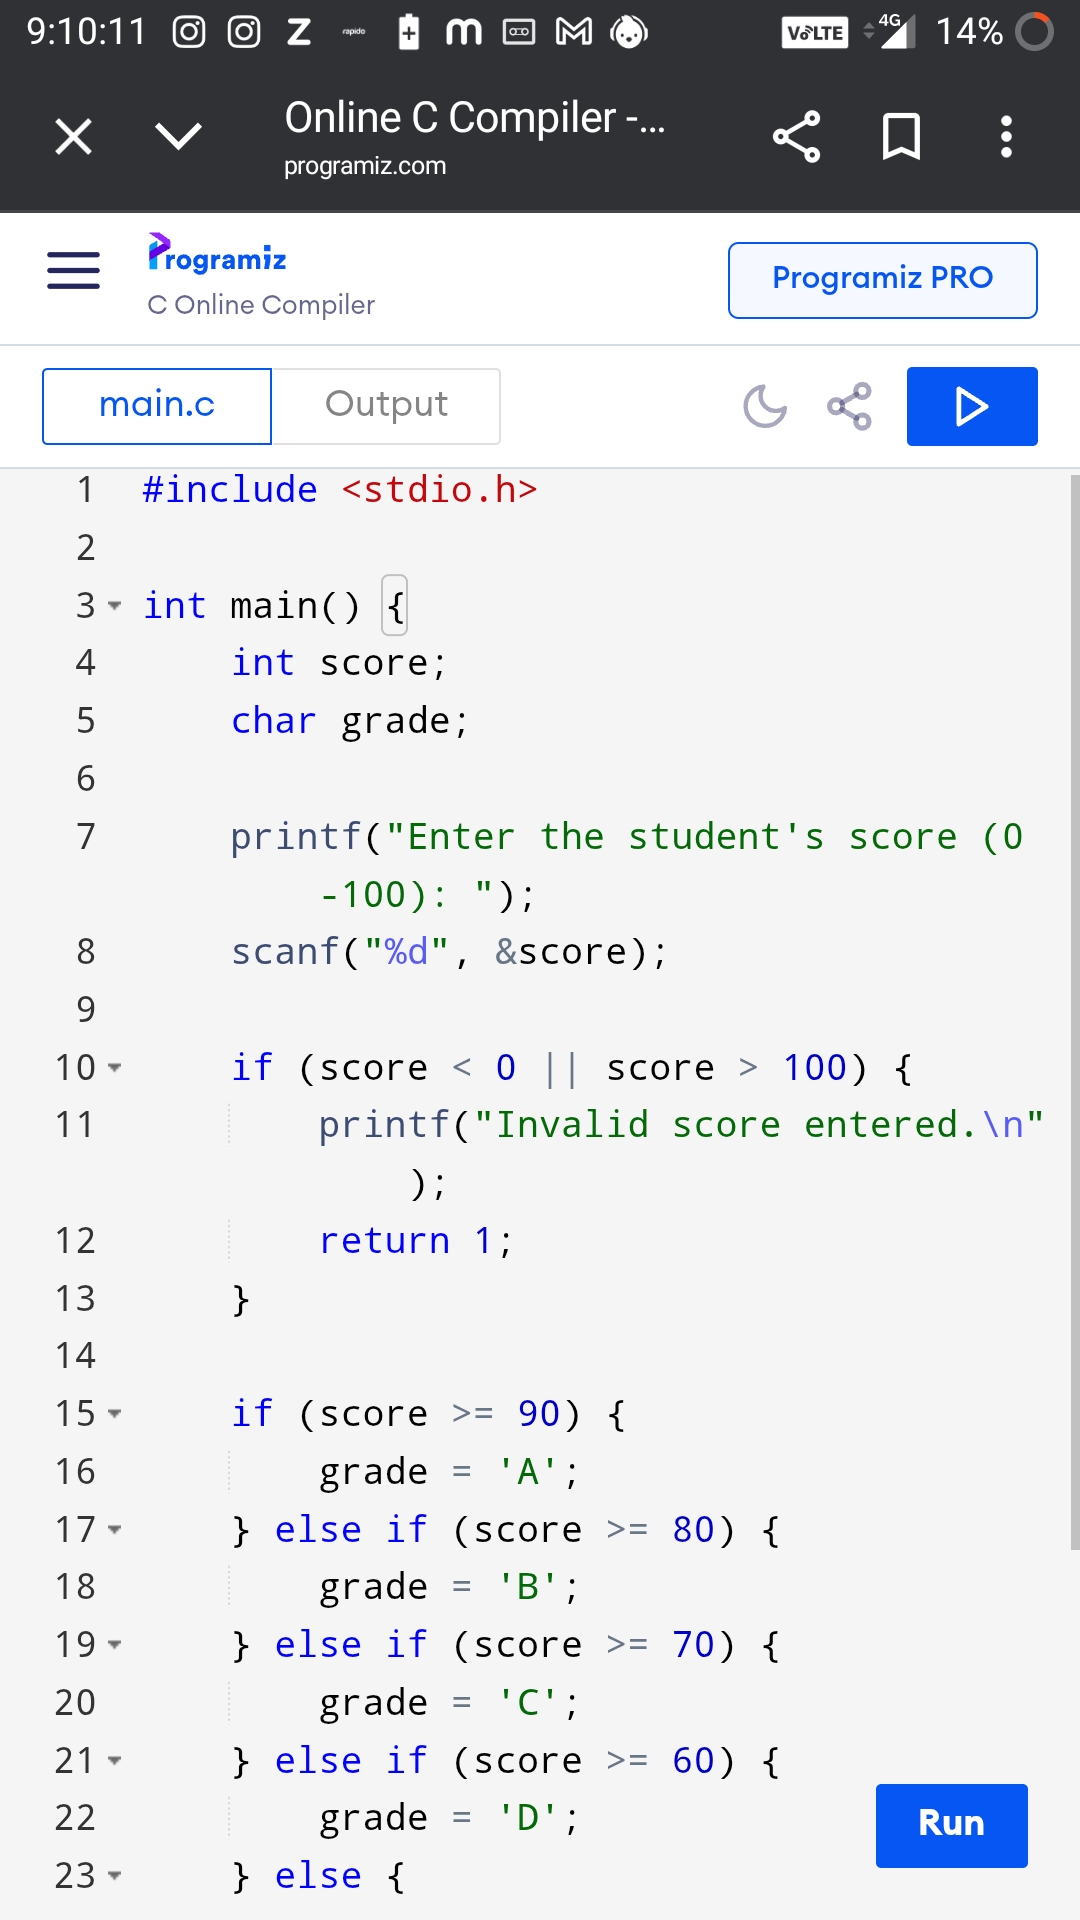 9:10:11 Z rapido m VoLTE 4G 14%
Online C Compiler -...
programiz.com
Programiz
C Online Compiler
Programiz PRO
main.c Output
1 #include <stdio.h>
2
3 int main() {
4     int score;
5     char grade;
6
7     printf("Enter the student's score (0
-100): ");
8     scanf("%d", &score);
9
10     if (score < 0 || score > 100) {
11         printf("Invalid score entered.\n"
);
12         return 1;
13     }
14
15     if (score >= 90) {
16         grade = 'A';
17     } else if (score >= 80) {
18         grade = 'B';
19     } else if (score >= 70) {
20         grade = 'C';
21     } else if (score >= 60) {
22         grade = 'D';
23     } else {
Run